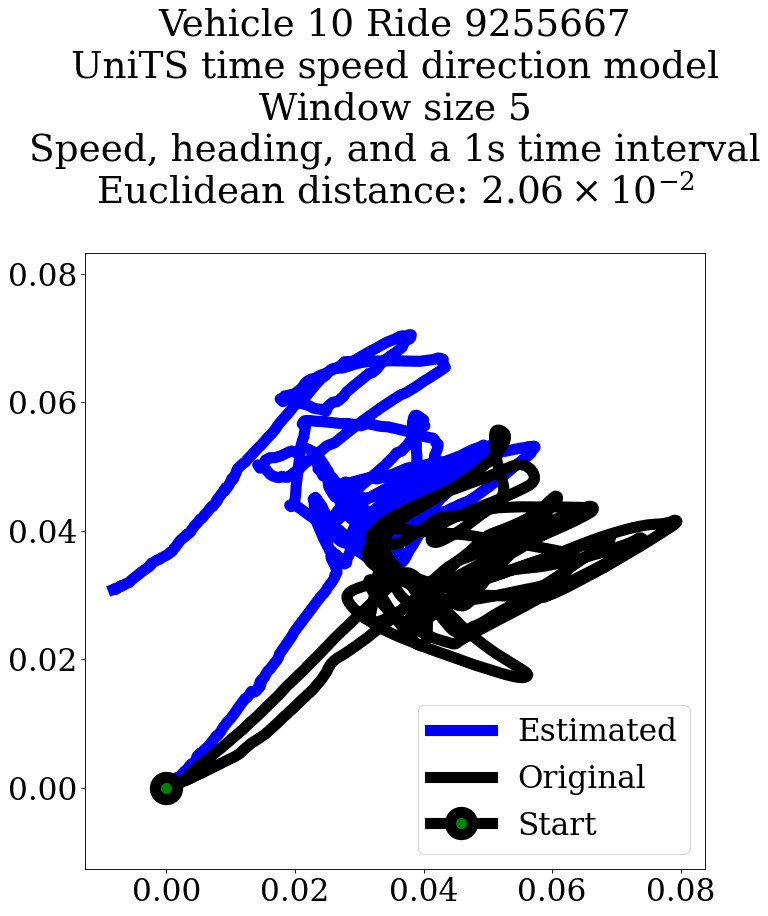 Vehicle 10 Ride 9255667
UniTS time speed direction model
Window size 5
Speed, heading, and a 1s time interval
Euclidean distance: 2.06 × 10⁻²
0.08
0.06
0.04
0.02
0.00
Estimated
Original
Start
0.00 0.02 0.04 0.06 0.08